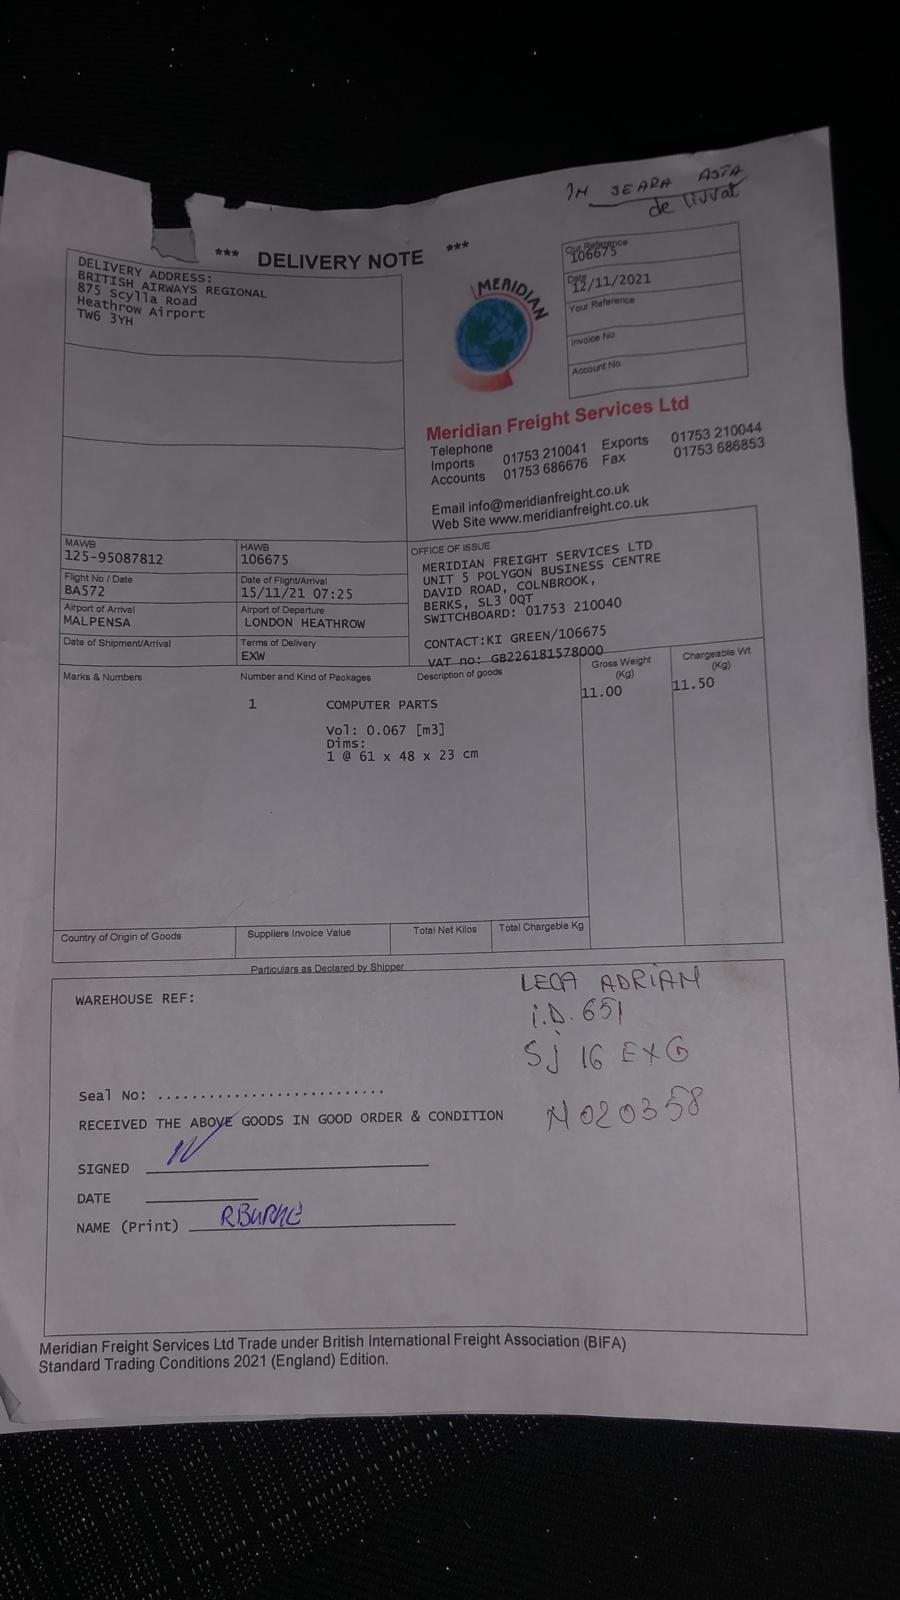 IN SEARA ASTA
de livrat
*** DELIVERY NOTE ***
DELIVERY ADDRESS:
BRITISH AIRWAYS REGIONAL
875 Scylla Road
Heathrow Airport
TW6 3YH
MERIDIAN
Our Reference
106675
Date
12/11/2021
Your Reference
Invoice No.
Account No.
Meridian Freight Services Ltd
Telephone
Imports 01753 210041 Exports 01753 210044
Accounts 01753 686676 Fax 01753 686853
Email info@meridianfreight.co.uk
Web Site www.meridianfreight.co.uk
MAWB
125-95087812
HAWB
106675
Flight No / Date
BA572
Date of Flight/Arrival
15/11/21 07:25
Airport of Arrival
MALPENSA
Airport of Departure
LONDON HEATHROW
Date of Shipment/Arrival
Terms of Delivery
EXW
OFFICE OF ISSUE
MERIDIAN FREIGHT SERVICES LTD
UNIT 5 POLYGON BUSINESS CENTRE
DAVID ROAD, COLNBROOK,
BERKS, SL3 0QT
SWITCHBOARD: 01753 210040
CONTACT:KI GREEN/106675
VAT no: GB226181578000
Marks & Numbers
Number and Kind of Packages
Description of goods
Gross Weight
(Kg)
Chargeable Wt
(Kg)
1 COMPUTER PARTS 11.00 11.50
Vol: 0.067 [m3]
Dims:
1 @ 61 x 48 x 23 cm
Country of Origin of Goods
Suppliers Invoice Value
Total Net Kilos
Total Chargeble Kg
Particulars as Declared by Shipper
WAREHOUSE REF:
LECA ADRIAN
i.D. 651
Sj 16 EXG
N020358
Seal No: ..........................
RECEIVED THE ABOVE GOODS IN GOOD ORDER & CONDITION
SIGNED
DATE
NAME (Print) RBURKE
Meridian Freight Services Ltd Trade under British International Freight Association (BIFA)
Standard Trading Conditions 2021 (England) Edition.